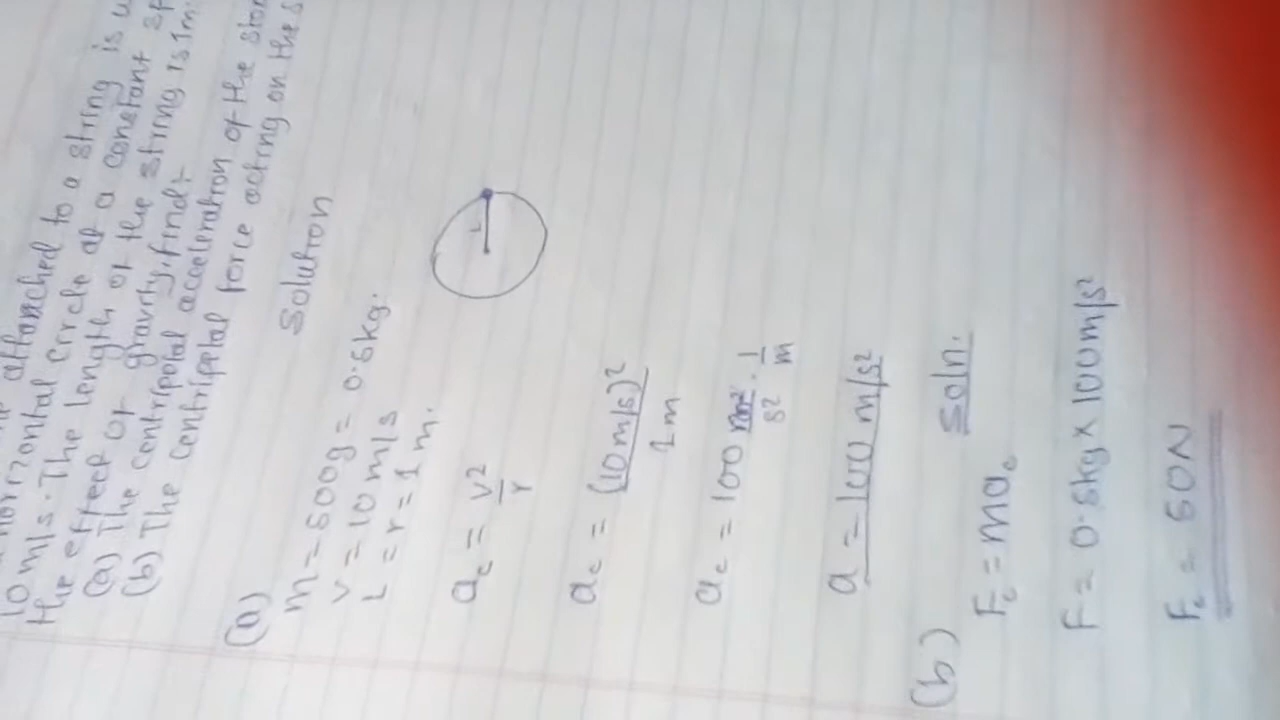 attached to a string is
10 m/s. The length of the string is 1m.
horizontal circle at a constant
the effect of gravity, find:-
(a) The centripetal acceleration of the
(b) The centripetal force acting on the
Solution
(a)
m = 500g = 0.5kg.
V = 10 m/s
L = r = 1 m.
L
ac = v²/r
ac = (10 m/s)²/1m
ac = 100 m²/s² . 1/m
a = 100 m/s²
(b) Soln.
Fc = mac
F = 0.5kg x 100m/s²
Fc = 50N